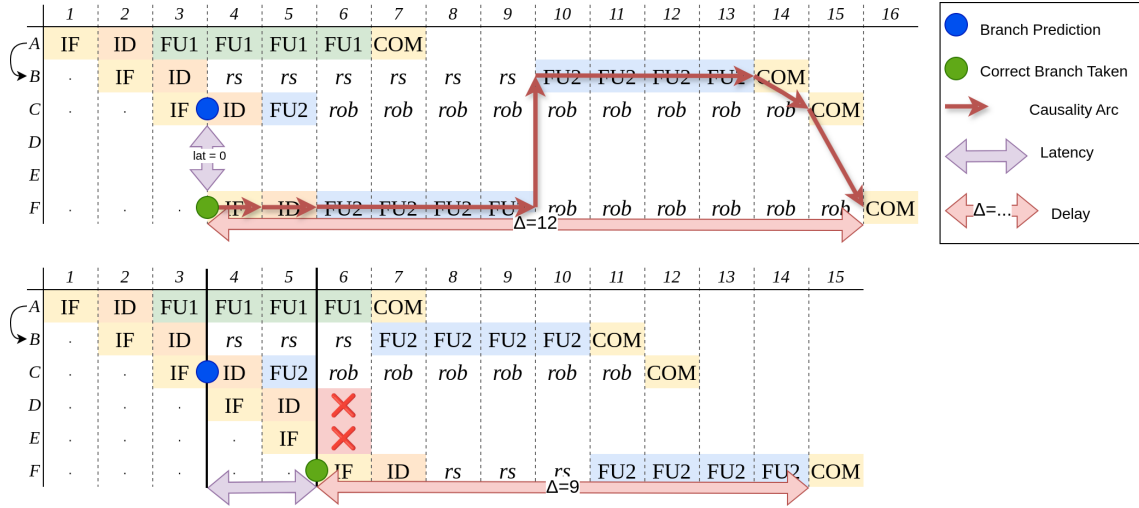 1 2 3 4 5 6 7 8 9 10 11 12 13 14 15 16
A IF ID FU1 FU1 FU1 FU1 COM
B . IF ID rs rs rs rs rs rs FU2 FU2 FU2 FU2 COM
C . . IF ID FU2 rob rob rob rob rob rob rob rob rob COM
D
lat = 0
E
F . . . IF ID FU2 FU2 FU2 FU2 rob rob rob rob rob rob COM
Δ=12
1 2 3 4 5 6 7 8 9 10 11 12 13 14 15
A IF ID FU1 FU1 FU1 FU1 COM
B . IF ID rs rs rs FU2 FU2 FU2 FU2 COM
C . . IF ID FU2 rob rob rob rob rob rob COM
D . . . IF ID
E . . . . IF
F . . . . . IF ID rs rs rs FU2 FU2 FU2 FU2 COM
Δ=9
Branch Prediction
Correct Branch Taken
Causality Arc
Latency
Δ=... Delay